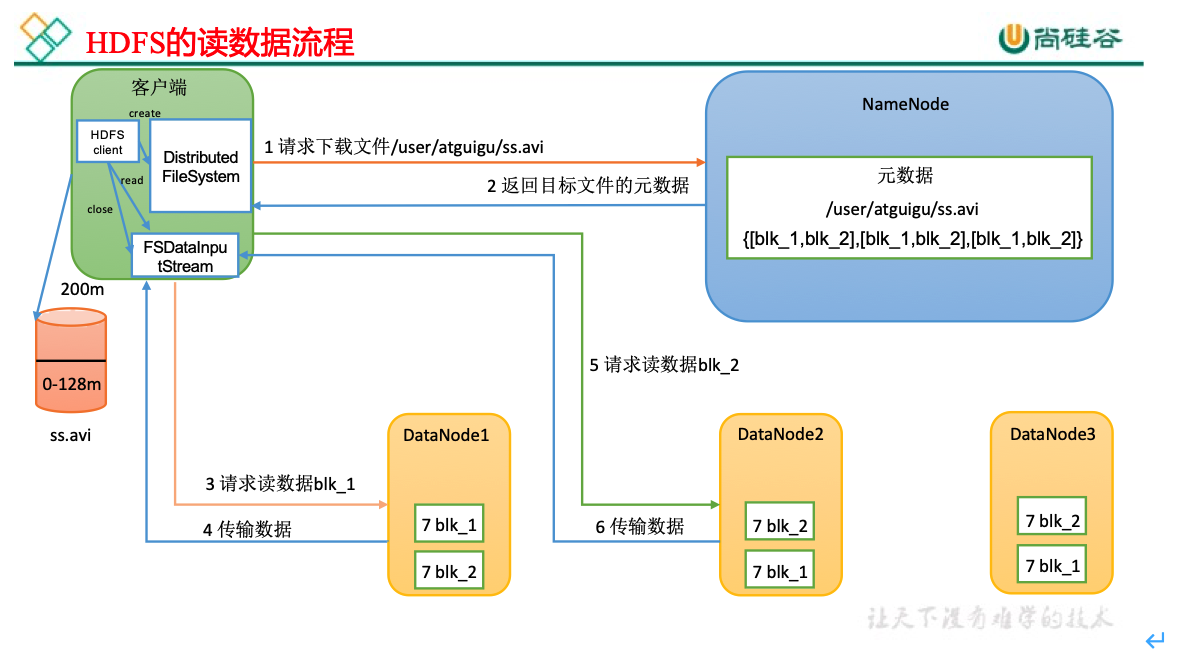 HDFS的读数据流程
尚硅谷
客户端
create
HDFS
client
Distributed
FileSystem
read
close
FSDataInpu
tStream
1 请求下载文件/user/atguigu/ss.avi
2 返回目标文件的元数据
NameNode
元数据
/user/atguigu/ss.avi
{[blk_1,blk_2],[blk_1,blk_2],[blk_1,blk_2]}
200m
0-128m
ss.avi
5 请求读数据blk_2
3 请求读数据blk_1
4 传输数据
6 传输数据
DataNode1
7 blk_1
7 blk_2
DataNode2
7 blk_2
7 blk_1
DataNode3
7 blk_2
7 blk_1
让天下没有难学的技术